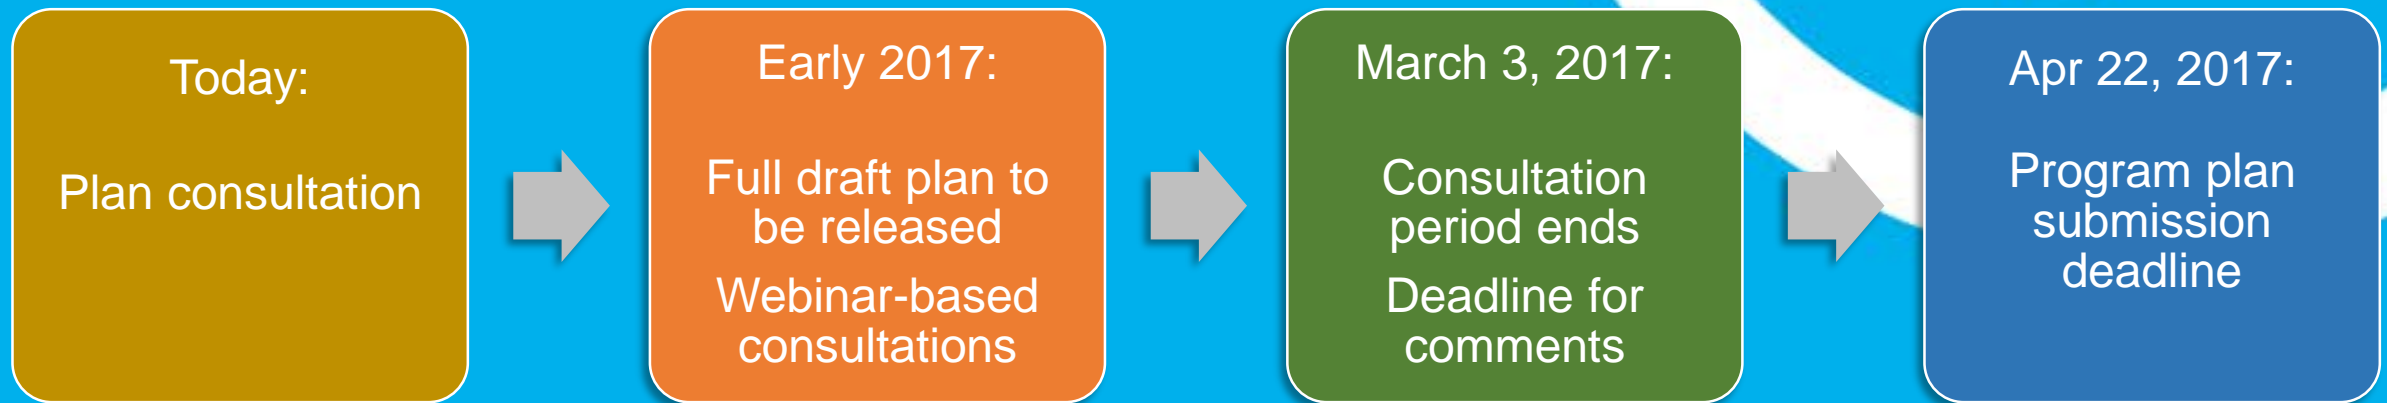 Today:
Plan consultation
Early 2017:
Full draft plan to
be released
Webinar-based
consultations
March 3, 2017:
Consultation
period ends
Deadline for
comments
Apr 22, 2017:
Program plan
submission
deadline